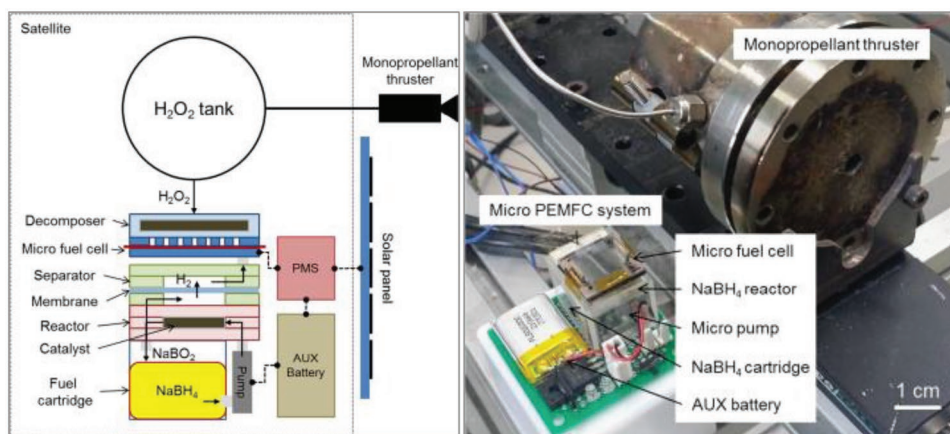 Satellite
Monopropellant
thruster
H₂O₂ tank
H₂O₂
Decomposer
Micro fuel cell
Separator
H₂
Membrane
Reactor
Catalyst
NaBO₂
Fuel
cartridge
NaBH₄
Pump
PMS
AUX
Battery
Solar panel
Monopropellant thruster
Micro PEMFC system
Micro fuel cell
NaBH₄ reactor
Micro pump
NaBH₄ cartridge
AUX battery
1 cm